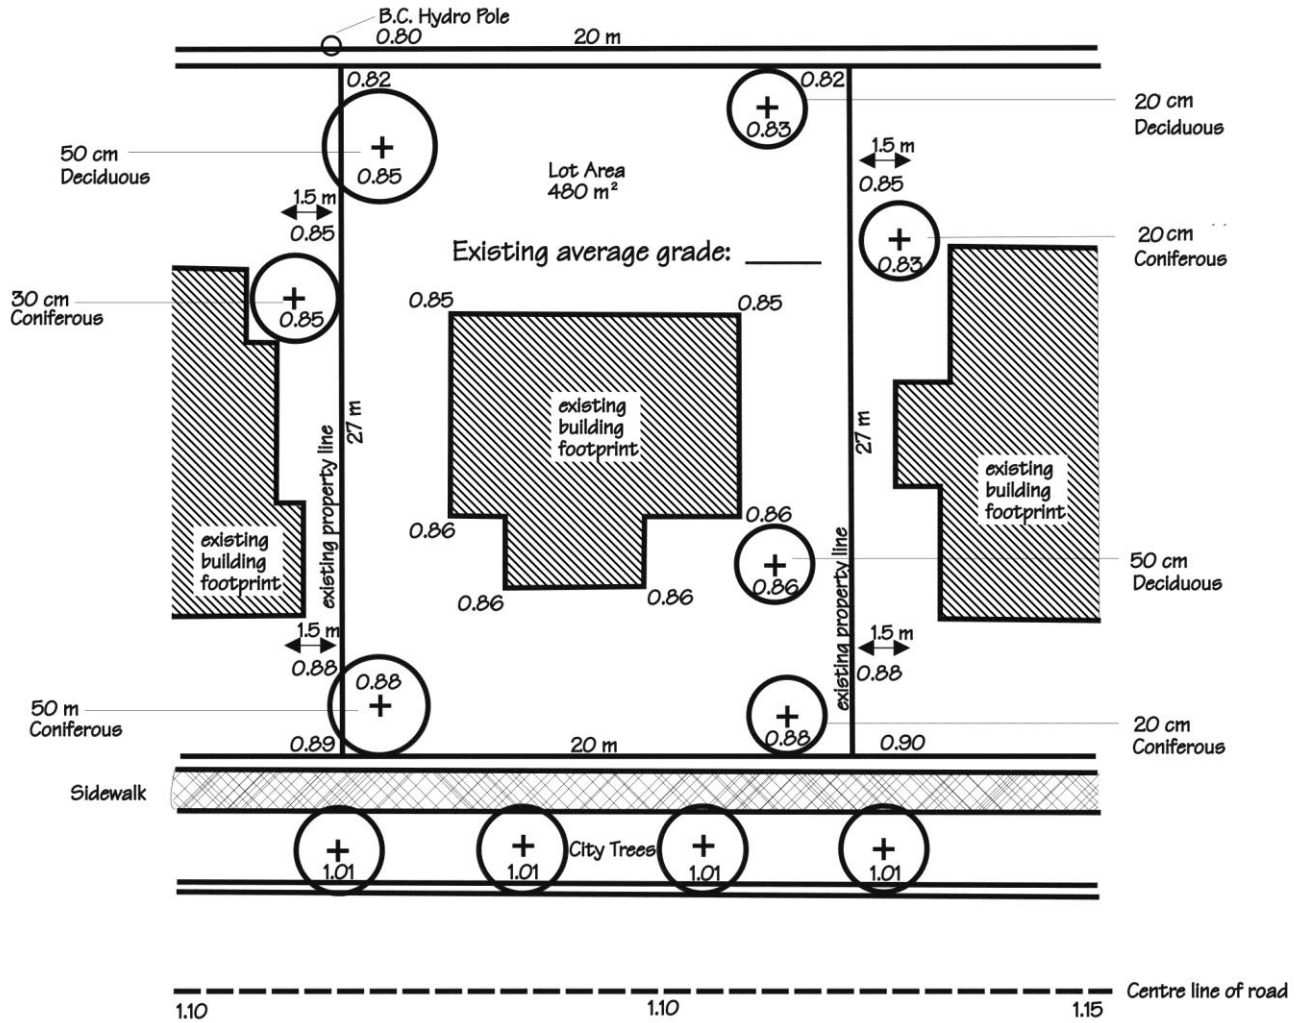 B.C. Hydro Pole
0.80
20 m
0.82
0.82
20 cm
Deciduous
0.83
50 cm
Deciduous
0.85
1.5 m
0.85
Lot Area
480 m²
1.5 m
0.85
20 cm
Coniferous
0.83
Existing average grade: ______
30 cm
Coniferous
0.85
0.85
0.85
existing
building
footprint
27 m
27 m
existing property line
existing
building
footprint
0.86
0.86
existing
building
footprint
existing property line
50 cm
Deciduous
0.86
0.86
0.86
1.5 m
0.88
1.5 m
0.88
50 m
Coniferous
0.88
20 cm
Coniferous
0.88
0.89
20 m
0.90
Sidewalk
City Trees
1.01
1.01
1.01
1.01
Centre line of road
1.10
1.10
1.15